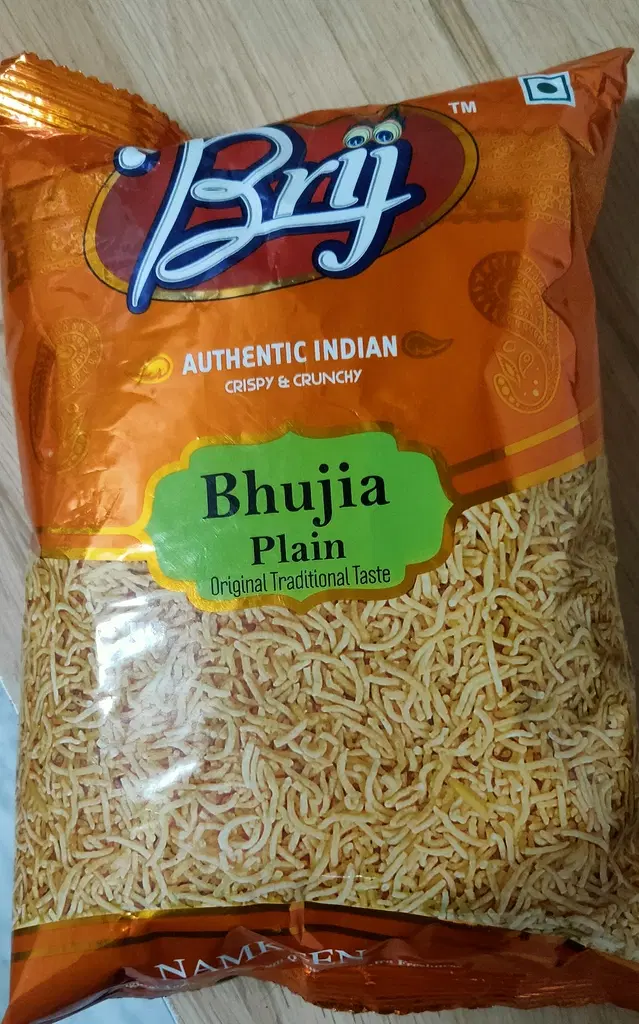 Brij
TM
AUTHENTIC INDIAN
CRISPY & CRUNCHY
Bhujia
Plain
Original Traditional Taste